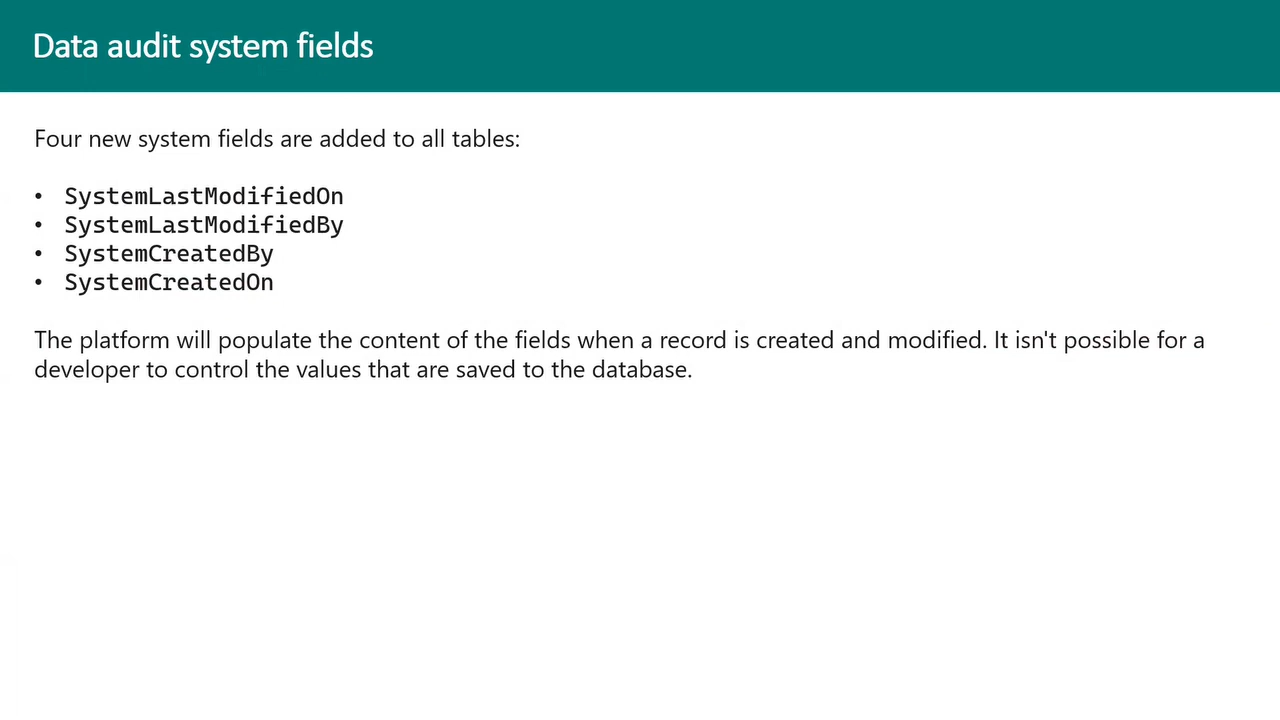 Data audit system fields
Four new system fields are added to all tables:
• SystemLastModifiedOn
• SystemLastModifiedBy
• SystemCreatedBy
• SystemCreatedOn
The platform will populate the content of the fields when a record is created and modified. It isn't possible for a
developer to control the values that are saved to the database.